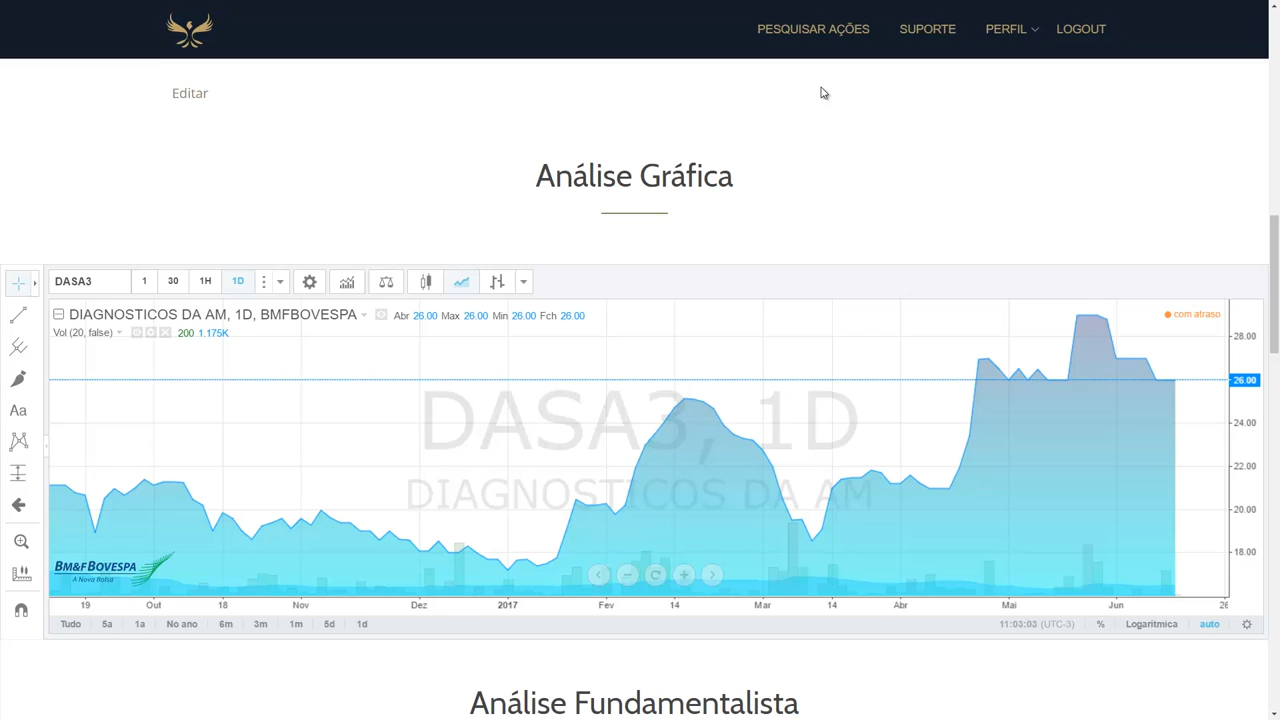 PESQUISAR AÇÕES SUPORTE PERFIL LOGOUT
Editar
Análise Gráfica
DASA3 1 30 1H 1D
DIAGNOSTICOS DA AM, 1D, BMFBOVESPA Abr 26.00 Max 26.00 Min 26.00 Fch 26.00
com atraso
Vol (20, false) 200 1.175K
28.00
26.00
24.00
22.00
20.00
18.00
DASA3, 1D
DIAGNOSTICOS DA AM
Aa
BM&FBOVESPA
A Nova Bolsa
19 Out 18 Nov Dez 2017 Fev 14 Mar 14 Abr Mai Jun 26
Tudo 5a 1a No ano 6m 3m 1m 5d 1d 11:03:03 (UTC-3) % Logarítmica auto
Análise Fundamentalista